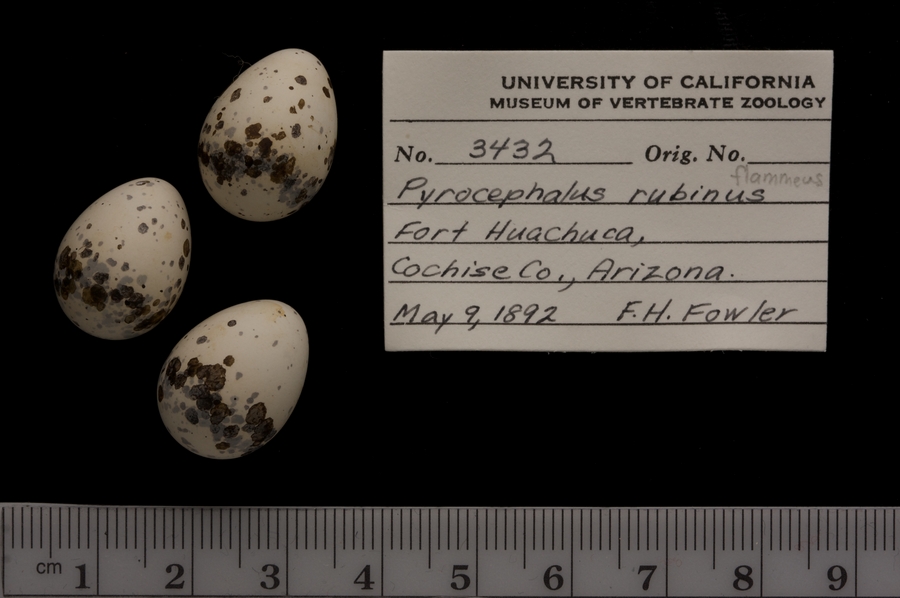 UNIVERSITY OF CALIFORNIA
MUSEUM OF VERTEBRATE ZOOLOGY
No. 3432 Orig. No.
flammeus
Pyrocephalus rubinus
Fort Huachuca,
Cochise Co., Arizona.
May 9, 1892 F.H. Fowler
cm 1 2 3 4 5 6 7 8 9